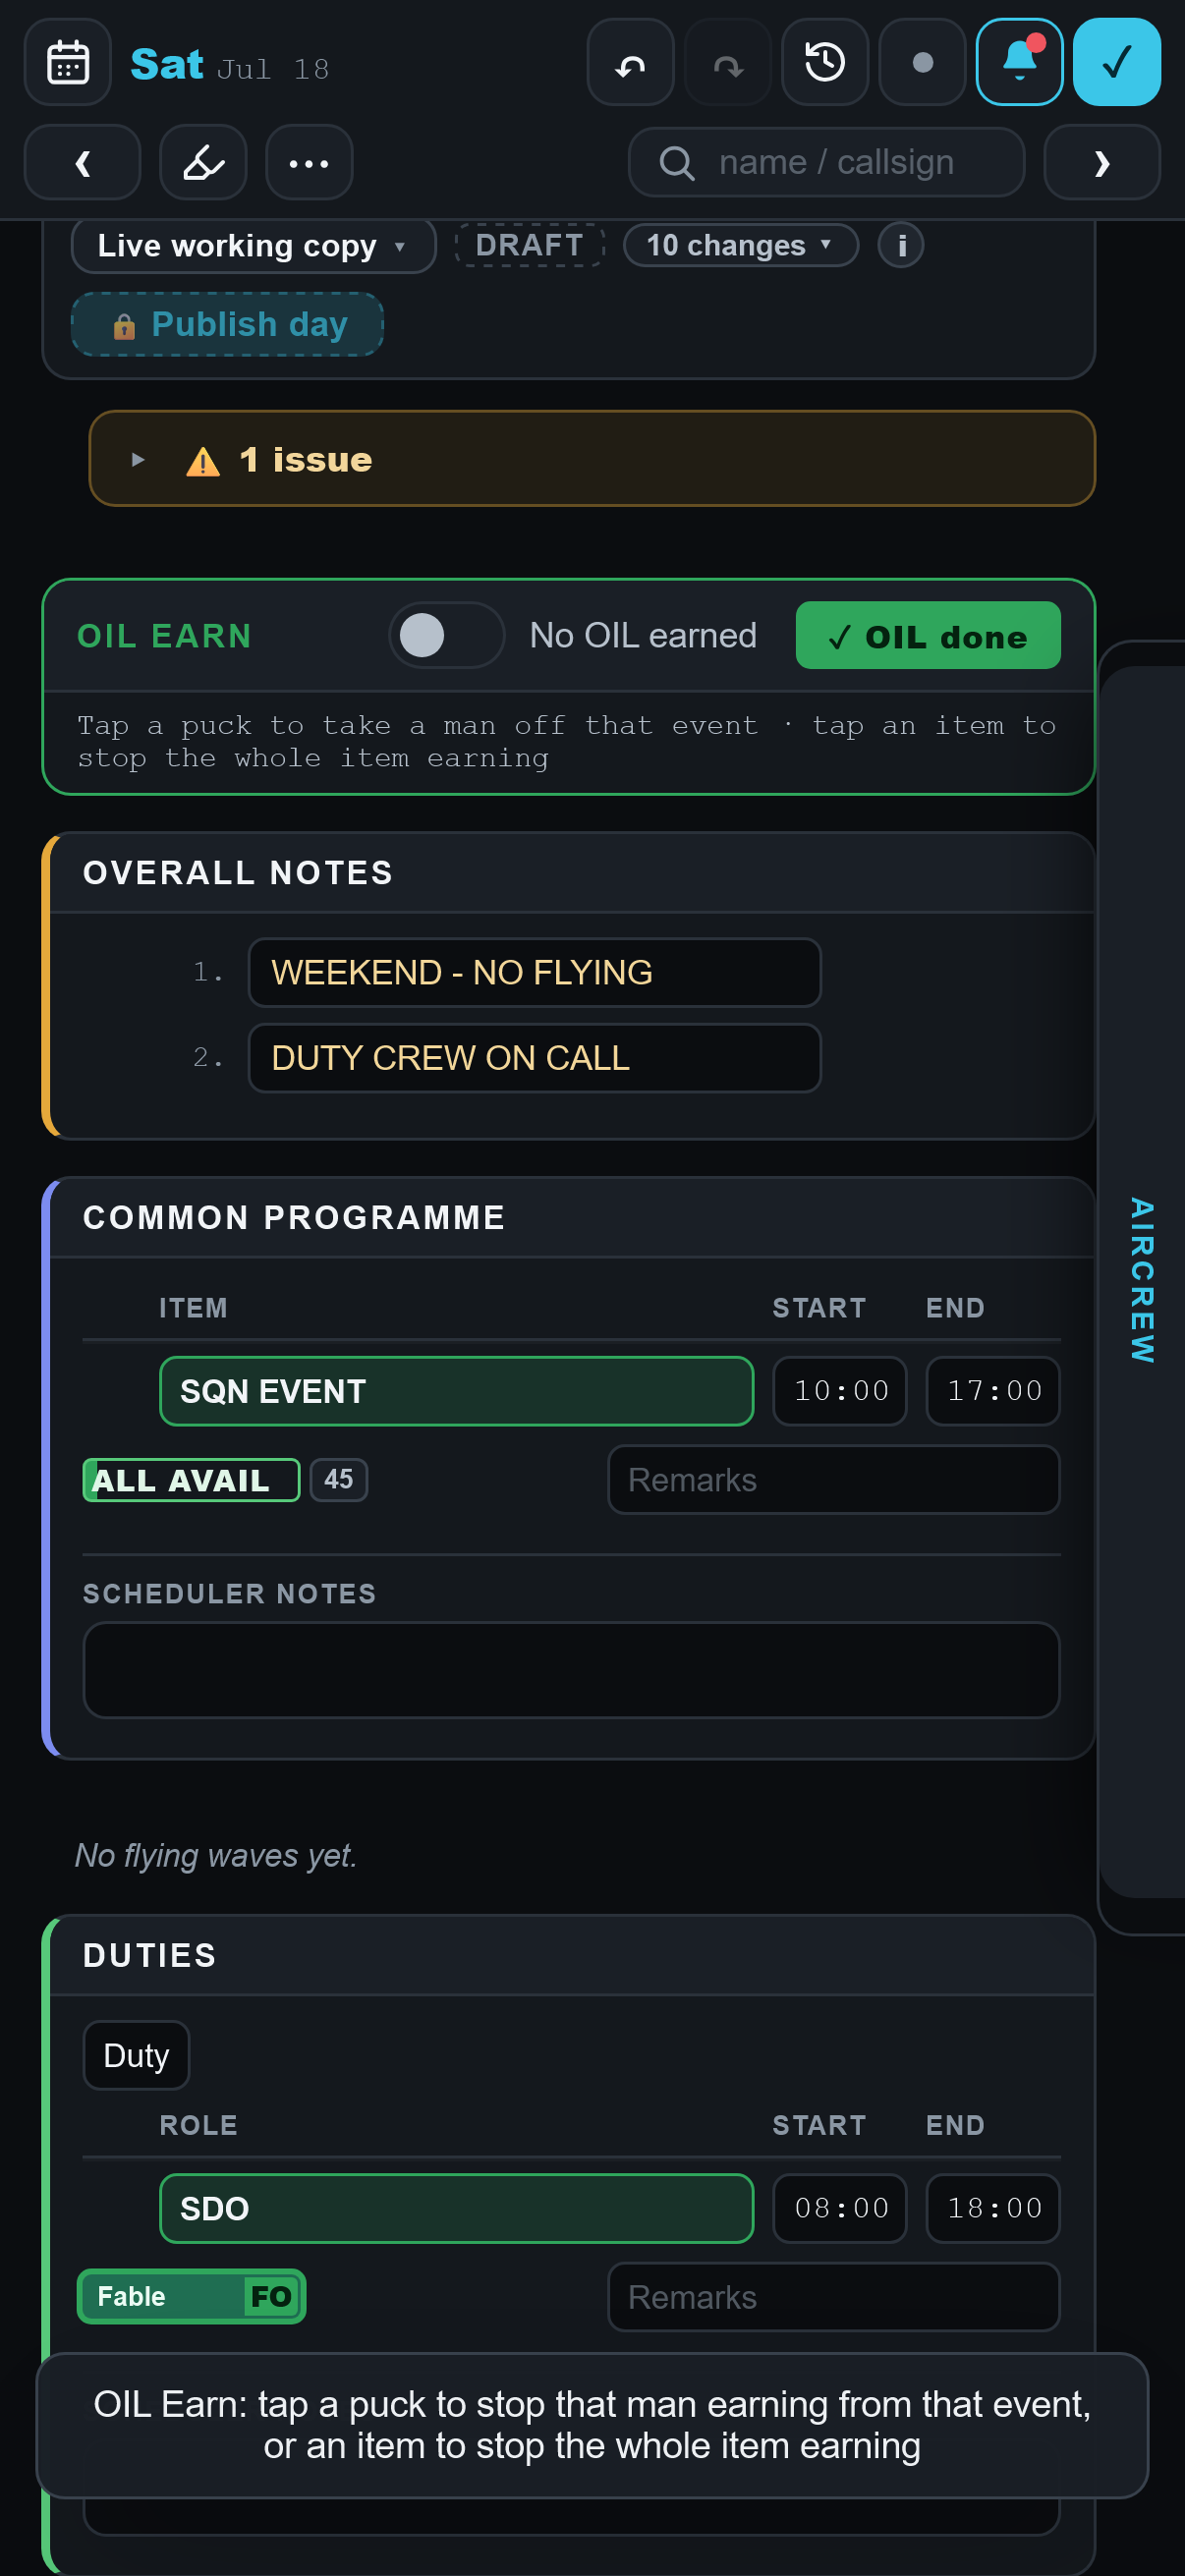 Sat Jul 18
name / callsign
Live working copy
DRAFT
10 changes
i
Publish day
1 issue
OIL EARN
No OIL earned
✓ OIL done
Tap a puck to take a man off that event · tap an item to
stop the whole item earning
OVERALL NOTES
1. WEEKEND - NO FLYING
2. DUTY CREW ON CALL
COMMON PROGRAMME
ITEM START END
SQN EVENT 10:00 17:00
ALL AVAIL 45 Remarks
SCHEDULER NOTES
AIRCREW
No flying waves yet.
DUTIES
Duty
ROLE START END
SDO 08:00 18:00
Fable FO Remarks
OIL Earn: tap a puck to stop that man earning from that event,
or an item to stop the whole item earning